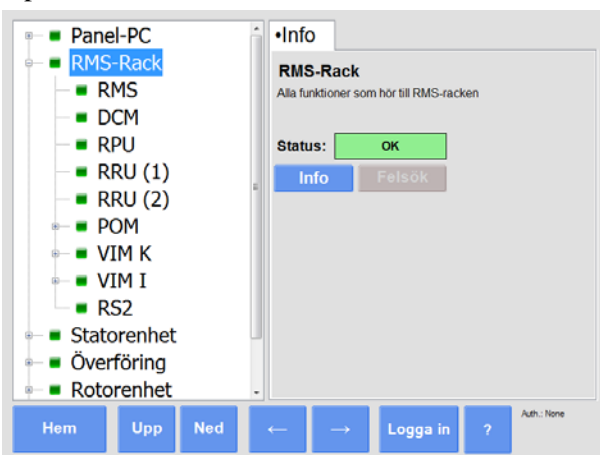 Panel-PC
RMS-Rack
RMS
DCM
RPU
RRU (1)
RRU (2)
POM
VIM K
VIM I
RS2
Statorenhet
Överföring
Rotorenhet
•Info
RMS-Rack
Alla funktioner som hör till RMS-racken
Status: OK
Info Felsök
Hem Upp Ned ← → Logga in ? Auth.: None